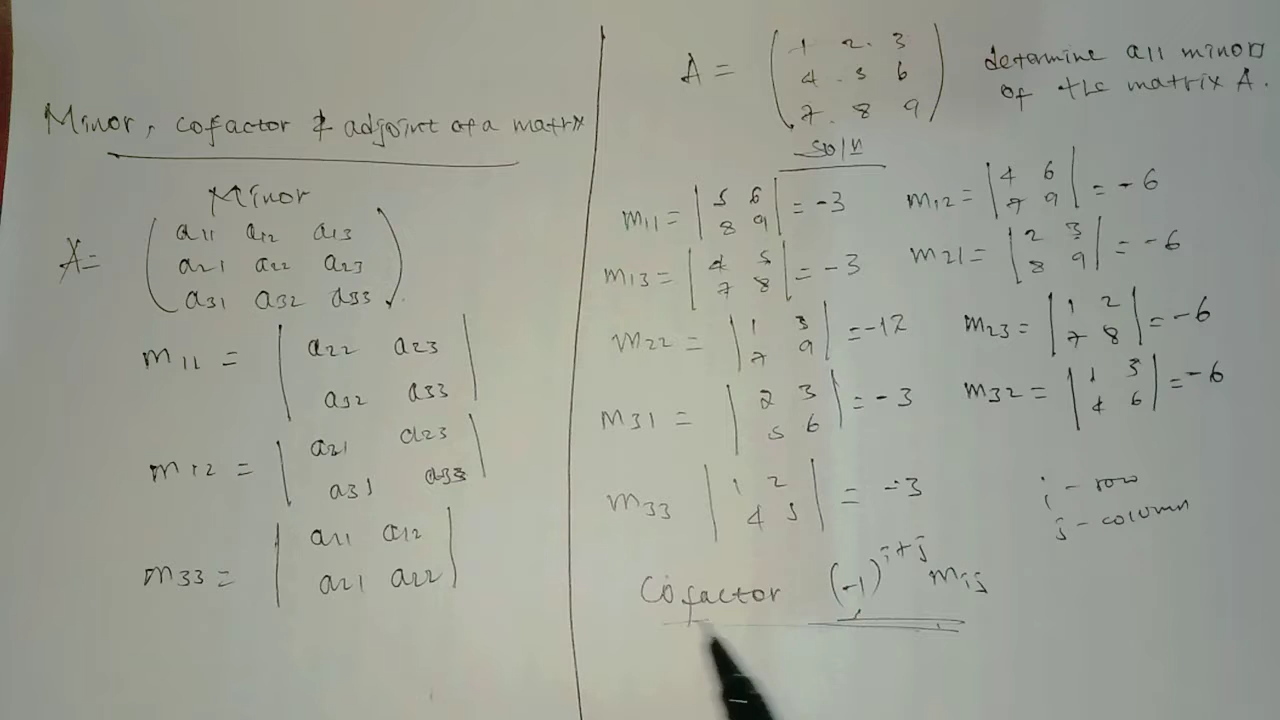 Minor, cofactor & adjoint of a matrix
Minor
A = ( a11 a12 a13
a21 a22 a23
a31 a32 a33 )
m11 = | a22 a23
a32 a33 |
m12 = | a21 a23
a31 a33 |
m33 = | a11 a12
a21 a22 |
A = ( 1 2 3
4 5 6
7 8 9 )
determine all minors
of the matrix A.
soln
m11 = | 5 6
8 9 | = -3
m12 = | 4 6
7 9 | = -6
m13 = | 4 5
7 8 | = -3
m21 = | 2 3
8 9 | = -6
m22 = | 1 3
7 9 | = -12
m23 = | 1 2
7 8 | = -6
m31 = | 2 3
5 6 | = -3
m32 = | 1 3
4 6 | = -6
m33 | 1 2
4 5 | = -3
i - row
j - column
Cofactor (-1)^i+j mij